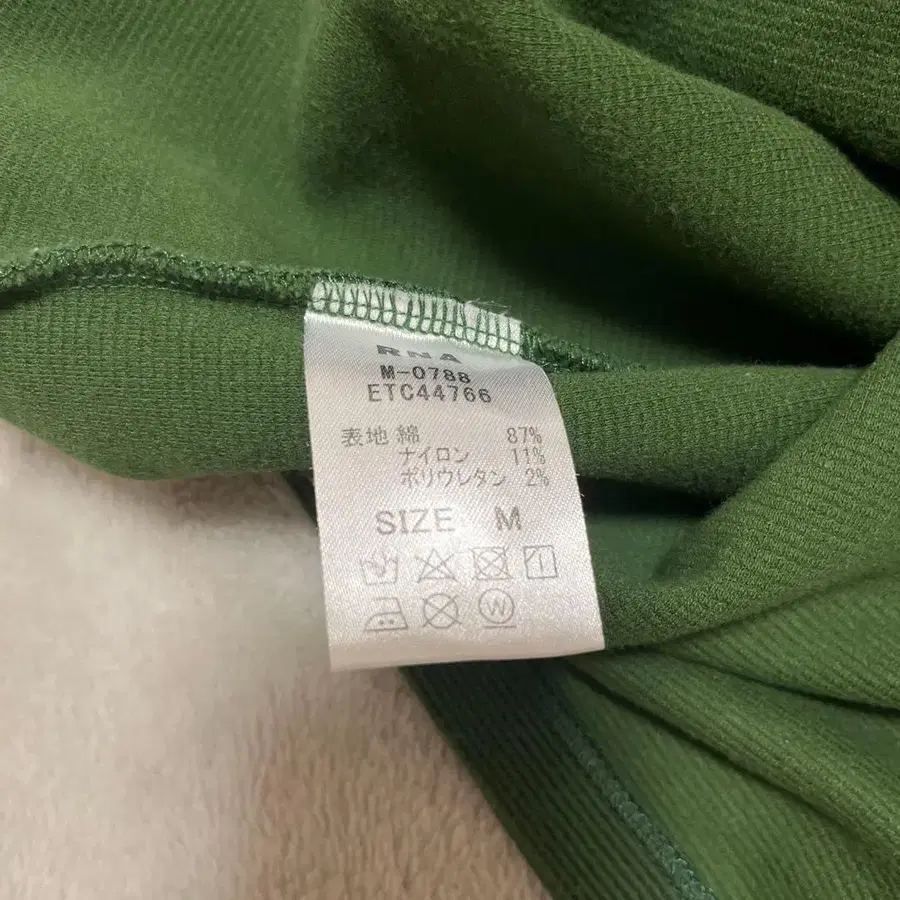 RNA
M-0788
ETC44766
表地 綿 87%
ナイロン 11%
ポリウレタン 2%
SIZE M
W